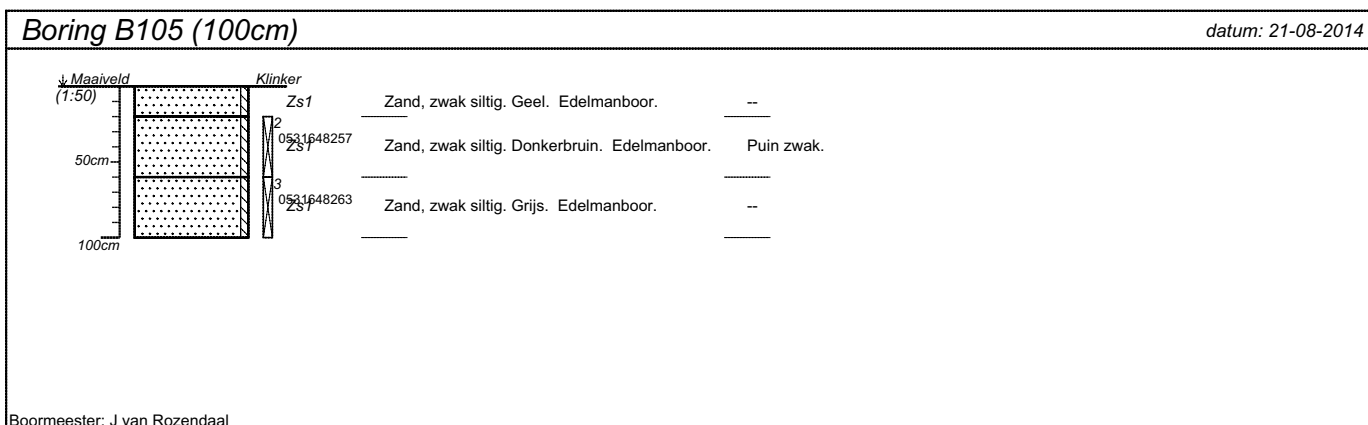 Boring B105 (100cm)
datum: 21-08-2014
Maaiveld
Klinker
(1:50)
Zs1 Zand, zwak siltig. Geel. Edelmanboor. --
2
0531648257
Zs1 Zand, zwak siltig. Donkerbruin. Edelmanboor. Puin zwak.
50cm
3
0531648263
Zs1 Zand, zwak siltig. Grijs. Edelmanboor. --
100cm
Boormeester: J van Rozendaal